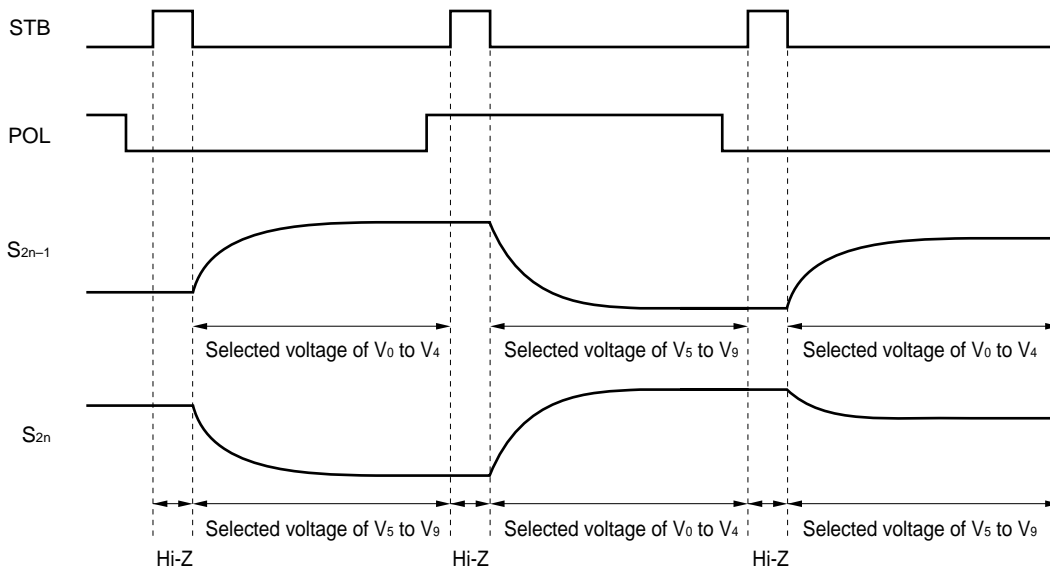 STB
POL
S2n–1
Selected voltage of V0 to V4 Selected voltage of V5 to V9 Selected voltage of V0 to V4
S2n
Selected voltage of V5 to V9 Selected voltage of V0 to V4 Selected voltage of V5 to V9
Hi-Z Hi-Z Hi-Z